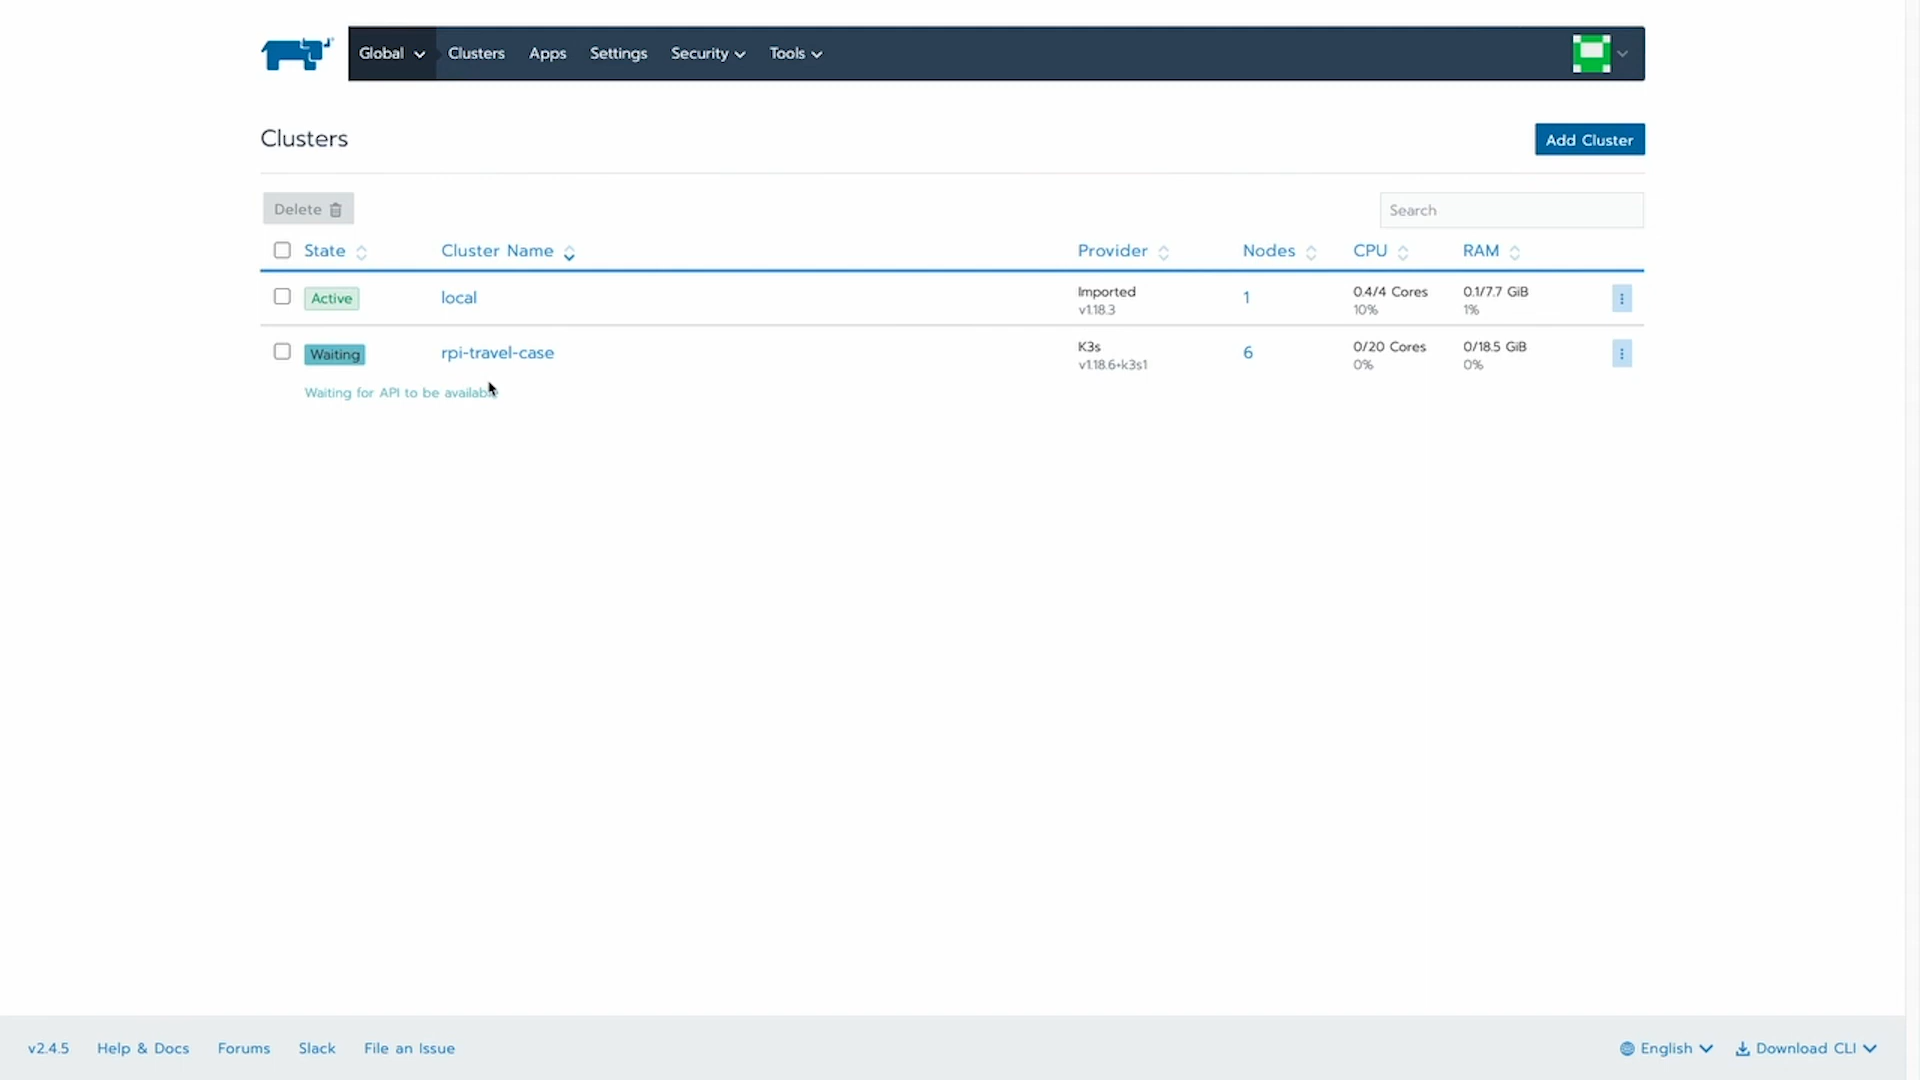 Global Clusters Apps Settings Security Tools
Clusters
Add Cluster
Delete
Search
State Cluster Name Provider Nodes CPU RAM
Active local Imported 1 0.4/4 Cores 0.1/7.7 GiB
v1.18.3 10% 1%
Waiting rpi-travel-case K3s 6 0/20 Cores 0/18.5 GiB
v1.18.6+k3s1 0% 0%
Waiting for API to be available
v2.4.5 Help & Docs Forums Slack File an Issue English Download CLI